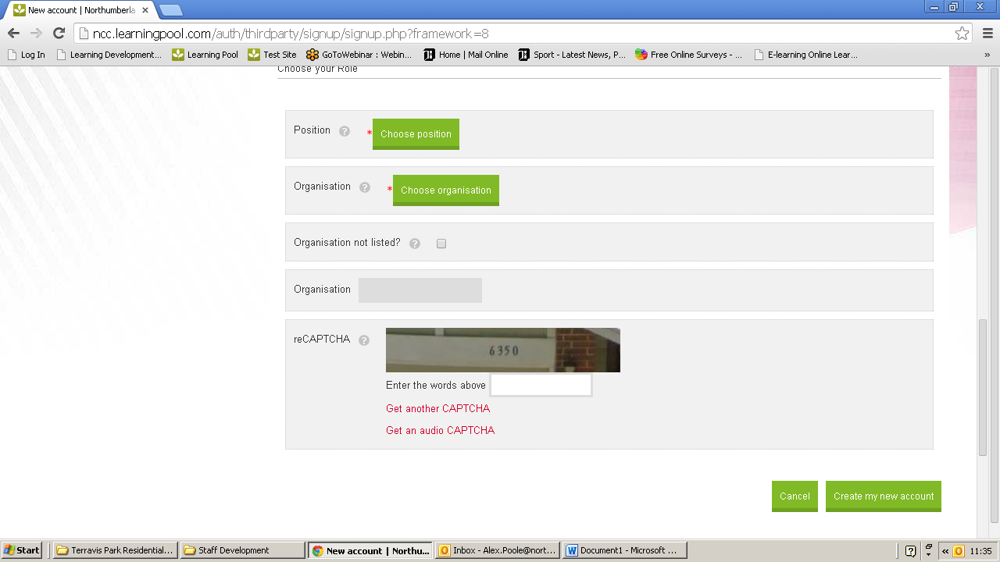 New account | Northumberla
ncc.learningpool.com/auth/thirdparty/signup/signup.php?framework=8
Log In
Learning Development...
Learning Pool
Test Site
GoToWebinar : Webin...
Home | Mail Online
Sport - Latest News, P...
Free Online Surveys - ...
E-learning Online Lear...
»
Choose your Role
Position ? * Choose position
Organisation ? * Choose organisation
Organisation not listed? ?
Organisation
reCAPTCHA ?
6350
Enter the words above
Get another CAPTCHA
Get an audio CAPTCHA
Cancel
Create my new account
Start
Terravis Park Residential...
Staff Development
New account | Northu...
Inbox - Alex.Poole@nort...
Document1 - Microsoft ...
«
11:35